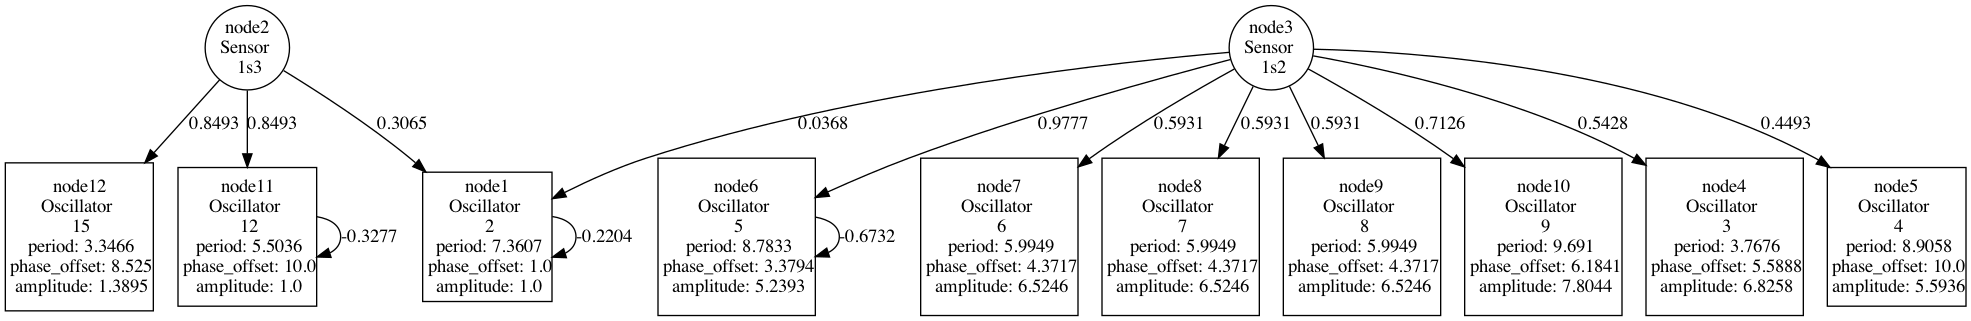 node2
Sensor
1s3
node3
Sensor
1s2
0.8493
0.8493
0.3065
0.0368
0.9777
0.5931
0.5931
0.5931
0.7126
0.5428
0.4493
node12
Oscillator
15
period: 3.3466
phase_offset: 8.525
amplitude: 1.3895
node11
Oscillator
12
period: 5.5036
phase_offset: 10.0
amplitude: 1.0
-0.3277
node1
Oscillator
2
period: 7.3607
phase_offset: 1.0
amplitude: 1.0
-0.2204
node6
Oscillator
5
period: 8.7833
phase_offset: 3.3794
amplitude: 5.2393
-0.6732
node7
Oscillator
6
period: 5.9949
phase_offset: 4.3717
amplitude: 6.5246
node8
Oscillator
7
period: 5.9949
phase_offset: 4.3717
amplitude: 6.5246
node9
Oscillator
8
period: 5.9949
phase_offset: 4.3717
amplitude: 6.5246
node10
Oscillator
9
period: 9.691
phase_offset: 6.1841
amplitude: 7.8044
node4
Oscillator
3
period: 3.7676
phase_offset: 5.5888
amplitude: 6.8258
node5
Oscillator
4
period: 8.9058
phase_offset: 10.0
amplitude: 5.5936